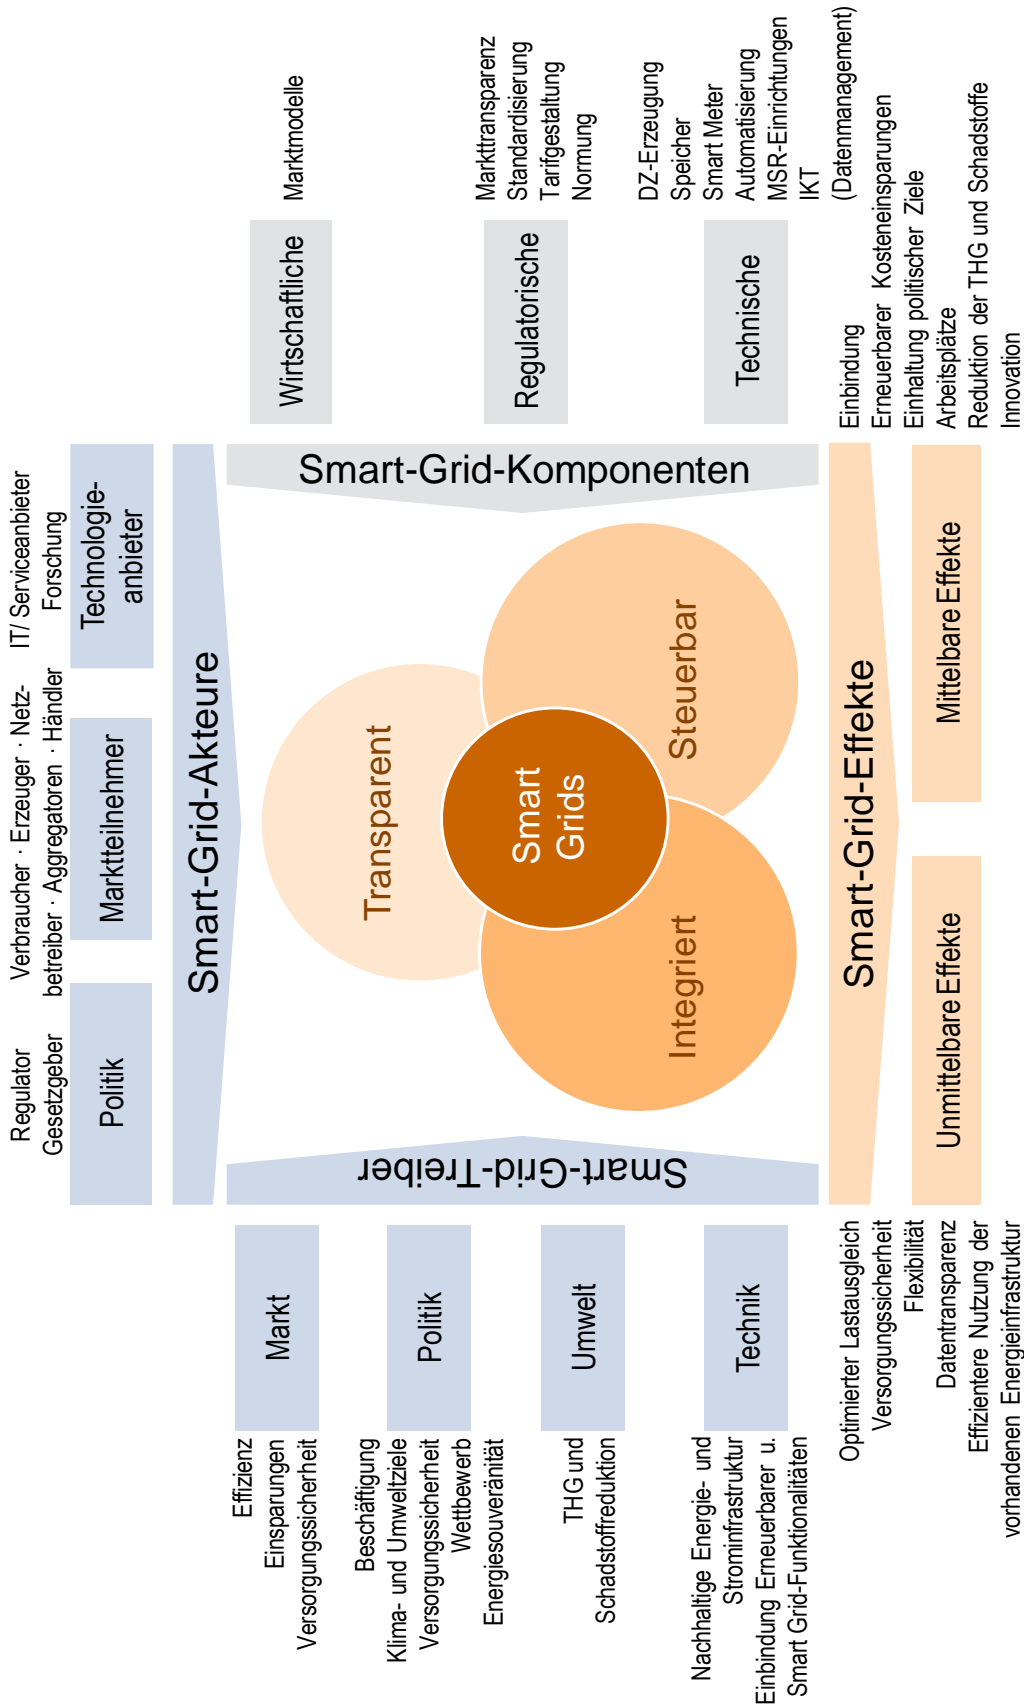 Regulator
Gesetzgeber
Politik
Verbraucher · Erzeuger · Netz-
betreiber · Aggregatoren · Händler
Marktteilnehmer
IT/ Serviceanbieter
Forschung
Technologie-
anbieter
Smart-Grid-Akteure
Effizienz
Einsparungen
Versorgungssicherheit
Markt
Beschäftigung
Klima- und Umweltziele
Versorgungssicherheit
Wettbewerb
Energiesouveränität
Politik
THG und
Schadstoffreduktion
Umwelt
Nachhaltige Energie- und
Strominfrastruktur
Einbindung Erneuerbarer u.
Smart Grid-Funktionalitäten
Technik
Smart-Grid-Treiber
Transparent
Smart
Grids
Integriert
Steuerbar
Smart-Grid-Komponenten
Wirtschaftliche
Marktmodelle
Regulatorische
Markttransparenz
Standardisierung
Tarifgestaltung
Normung
Technische
DZ-Erzeugung
Speicher
Smart Meter
Automatisierung
MSR-Einrichtungen
IKT
(Datenmanagement)
Smart-Grid-Effekte
Optimierter Lastausgleich
Versorgungssicherheit
Flexibilität
Datentransparenz
Effizientere Nutzung der
vorhandenen Energieinfrastruktur
Unmittelbare Effekte
Mittelbare Effekte
Einbindung
Erneuerbarer Kosteneinsparungen
Einhaltung politischer Ziele
Arbeitsplätze
Reduktion der THG und Schadstoffe
Innovation